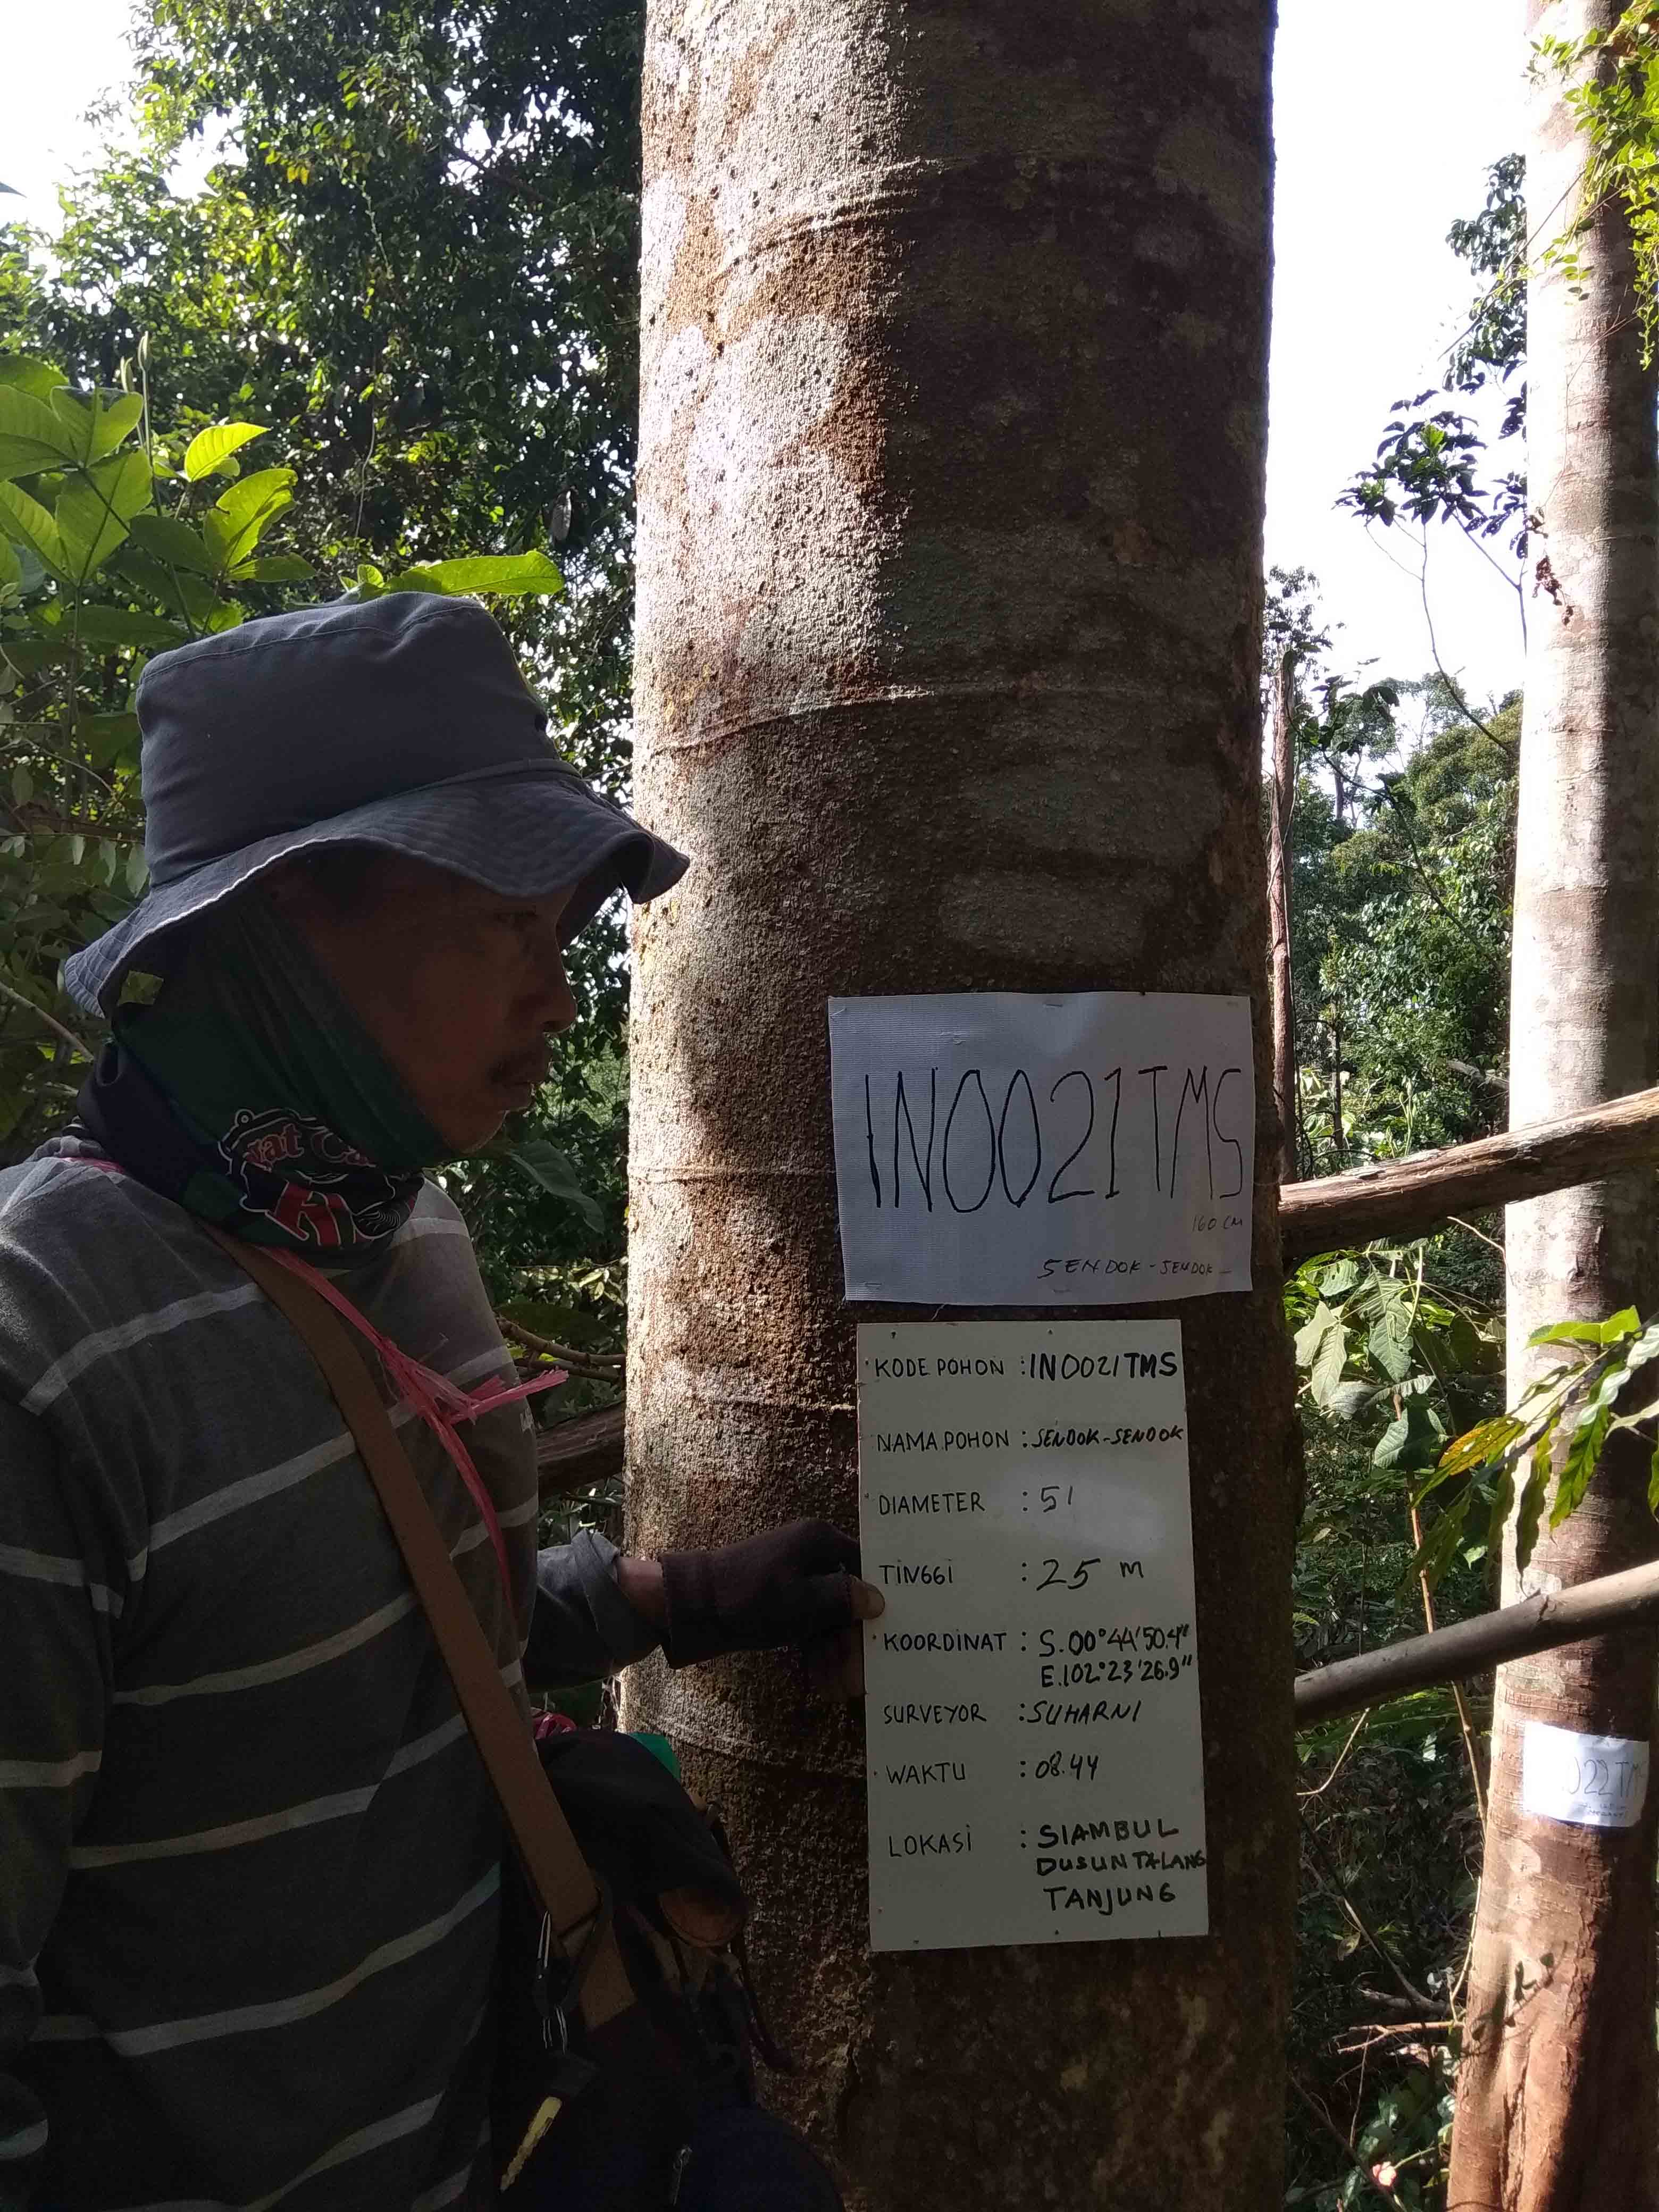 IN0021TMS
160 CM
SENDOK - SENDOK
KODE POHON : IN0021TMS
NAMA POHON : SENDOK-SENDOK
DIAMETER : 51
TINGGI : 25 m
KOORDINAT : S.00°44'50.4"
E.102°23'26.9"
SURVEYOR : SUHARNI
WAKTU : 08.44
LOKASI : SIAMBUL
DUSUN TALANG
TANJUNG
022TM